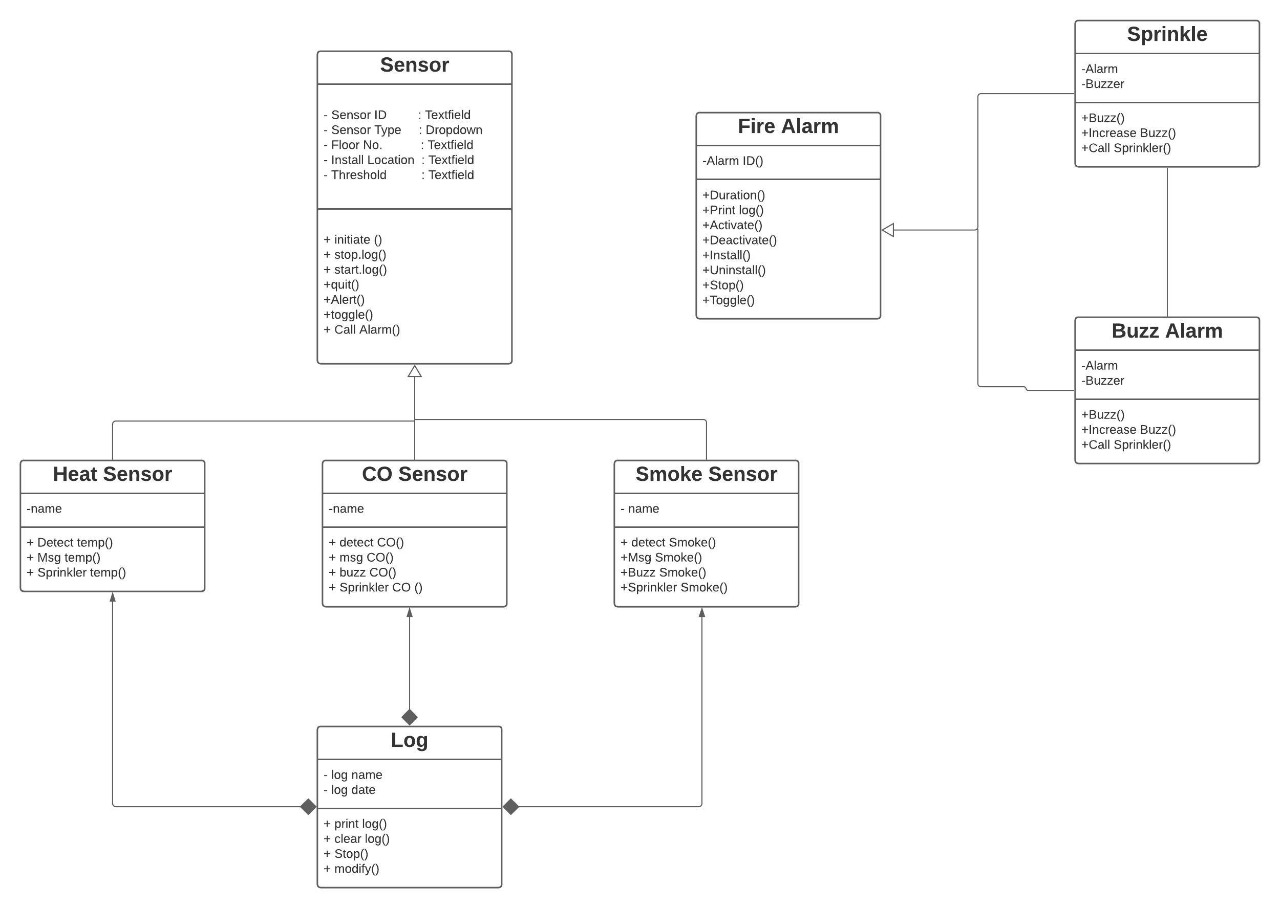 Sensor
- Sensor ID : Textfield
- Sensor Type : Dropdown
- Floor No. : Textfield
- Install Location : Textfield
- Threshold : Textfield
+ initiate ()
+ stop.log()
+ start.log()
+quit()
+Alert()
+toggle()
+ Call Alarm()
Fire Alarm
-Alarm ID()
+Duration()
+Print log()
+Activate()
+Deactivate()
+Install()
+Uninstall()
+Stop()
+Toggle()
Sprinkle
-Alarm
-Buzzer
+Buzz()
+Increase Buzz()
+Call Sprinkler()
Buzz Alarm
-Alarm
-Buzzer
+Buzz()
+Increase Buzz()
+Call Sprinkler()
Heat Sensor
-name
+ Detect temp()
+ Msg temp()
+ Sprinkler temp()
CO Sensor
-name
+ detect CO()
+ msg CO()
+ buzz CO()
+ Sprinkler CO ()
Smoke Sensor
- name
+ detect Smoke()
+Msg Smoke()
+Buzz Smoke()
+Sprinkler Smoke()
Log
- log name
- log date
+ print log()
+ clear log()
+ Stop()
+ modify()